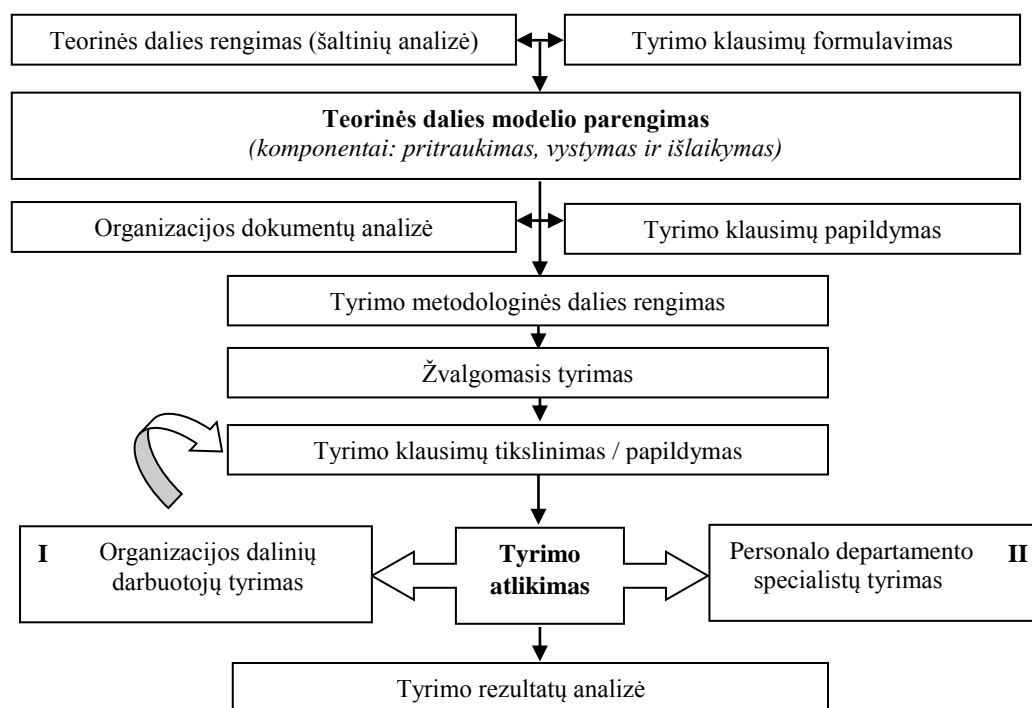 Teorinės dalies rengimas (šaltinių analizė)
Tyrimo klausimų formulavimas
Teorinės dalies modelio parengimas
(komponentai: pritraukimas, vystymas ir išlaikymas)
Organizacijos dokumentų analizė
Tyrimo klausimų papildymas
Tyrimo metodologinės dalies rengimas
Žvalgomasis tyrimas
Tyrimo klausimų tikslinimas / papildymas
I
Organizacijos dalinių
darbuotojų tyrimas
Tyrimo
atlikimas
Personalo departamento
specialistų tyrimas
II
Tyrimo rezultatų analizė